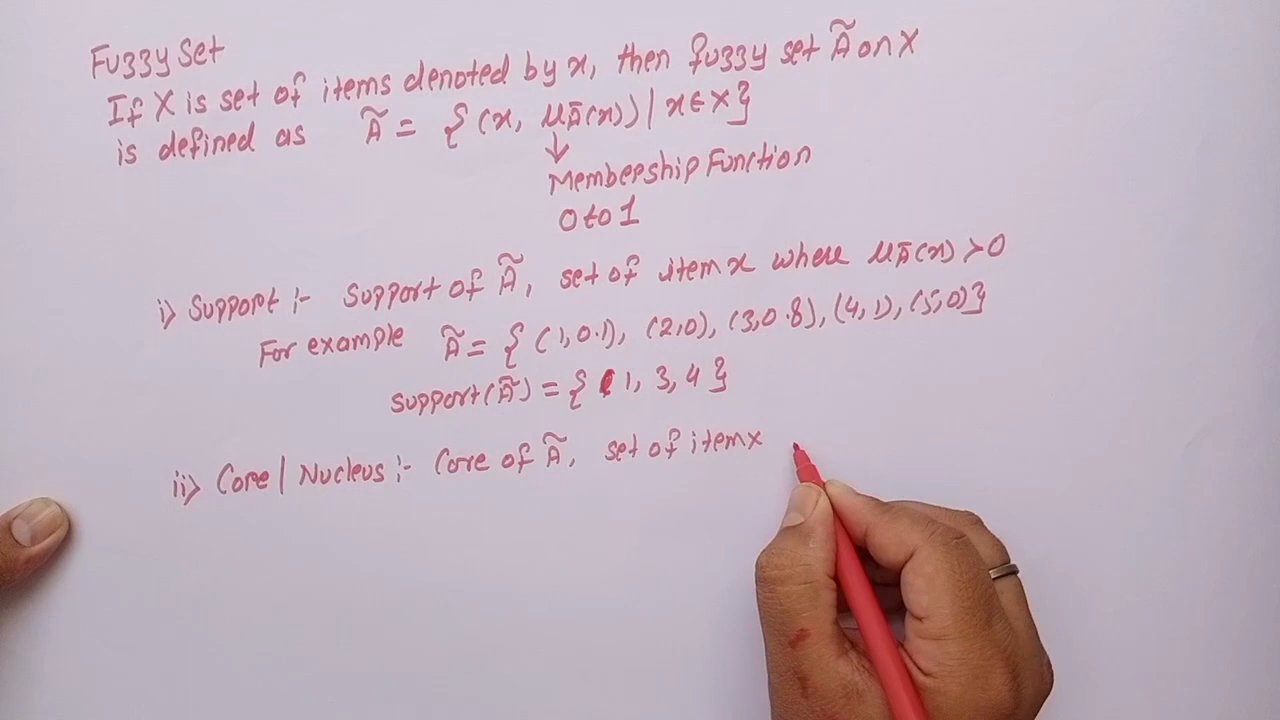 Fuzzy Set
If X is set of items denoted by x, then fuzzy set Ã on X
is defined as Ã = { (x, μÃ(x)) | x ∈ X }
↓
Membership Function
0 to 1
i) Support :- Support of Ã, set of item x where μÃ(x) > 0
For example Ã = { (1, 0.1), (2,0), (3,0.8), (4, 1), (5,0)}
Support(Ã) = { 1, 3, 4 }
ii) Core | Nucleus :- Core of Ã, set of item x